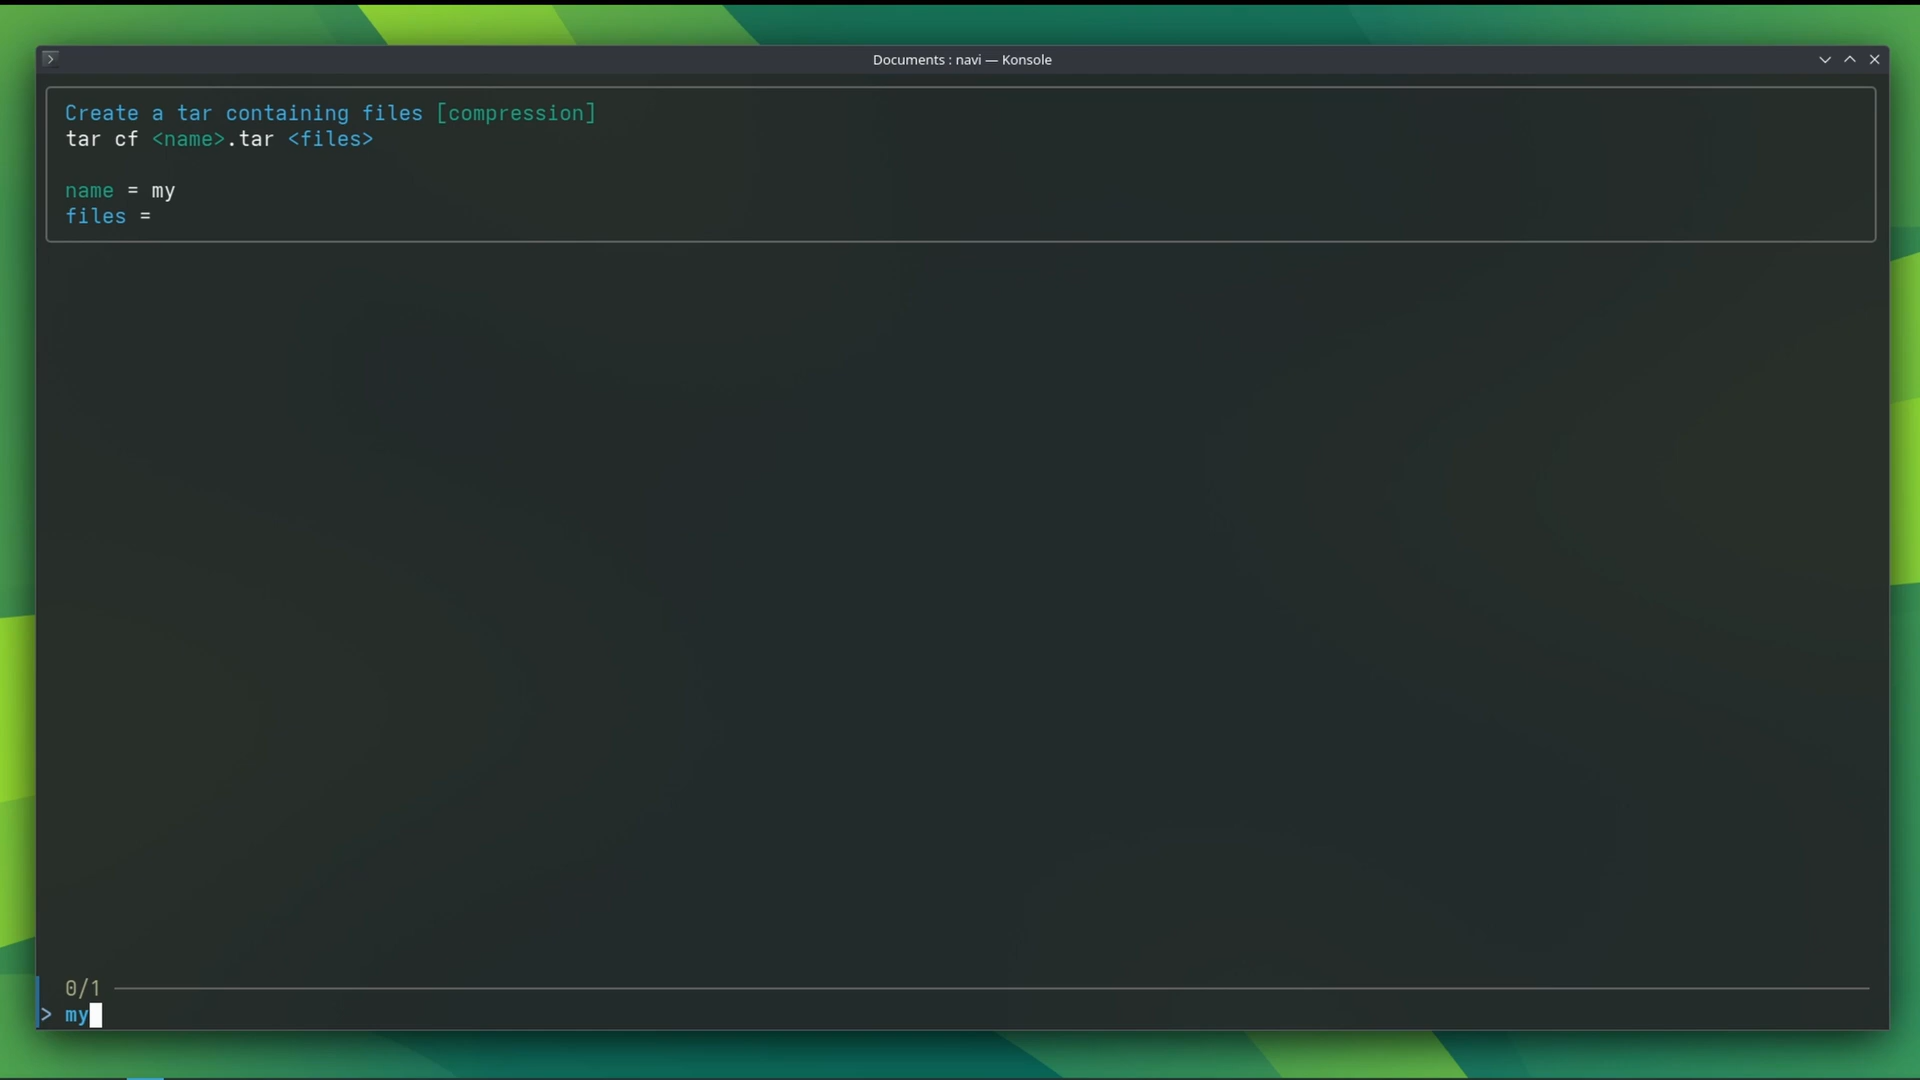 Documents : navi — Konsole
Create a tar containing files [compression]
tar cf <name>.tar <files>
name = my
files =
0/1
> my